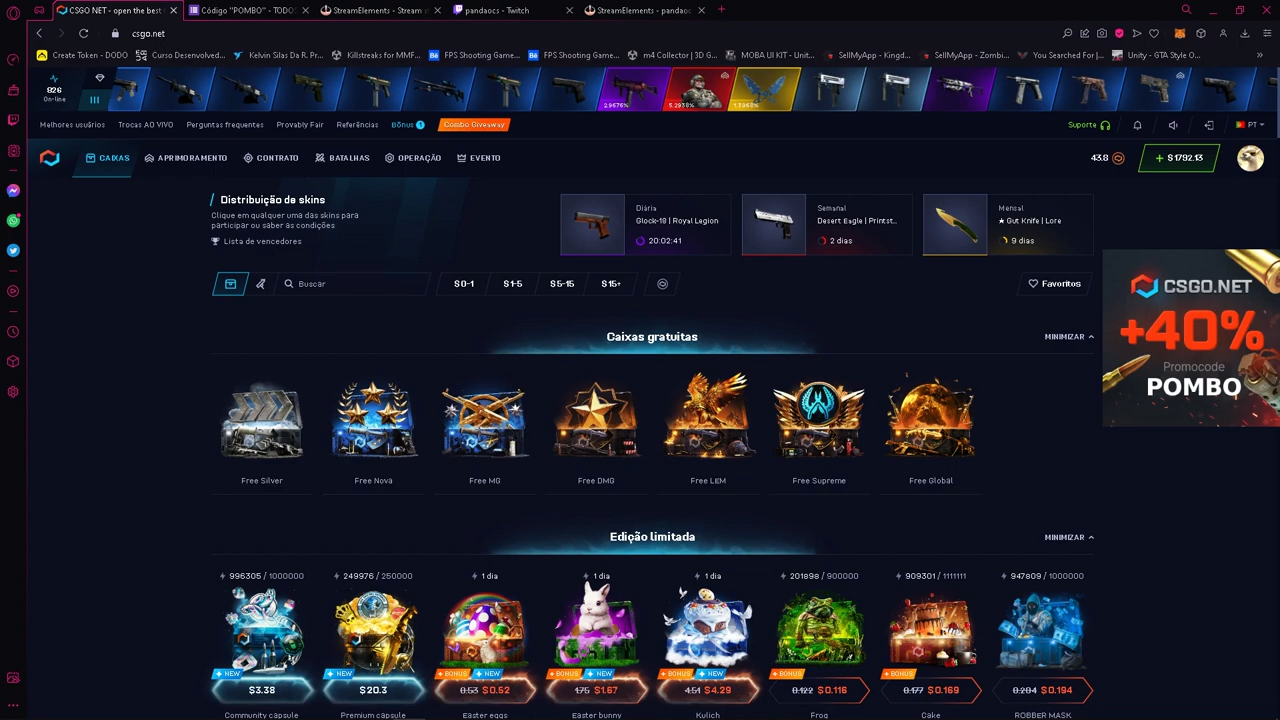 CSGO.NET - open the best
Código "POMBO" - TODOS
StreamElements - Stream s
pandaocs - Twitch
StreamElements - pandaoc
csgo.net
Create Token - DODO
Curso Desenvolved...
Kelvin Silas Da R. Pr...
Killstreaks for MMF...
FPS Shooting Game...
FPS Shooting Game...
m4 Collector | 3D G...
MOBA UI KIT - Unit...
SellMyApp - Kingd...
SellMyApp - Zombi...
You Searched For |...
Unity - GTA Style O...
826
On-line
2.9676%
5.2938%
Melhores usuários
Trocas AO VIVO
Perguntas frequentes
Provably Fair
Referências
Bônus
Combo Giveaway
Suporte
PT
CAIXAS
APRIMORAMENTO
CONTRATO
BATALHAS
OPERAÇÃO
EVENTO
43.8
+ $ 1792.13
Distribuição de skins
Clique em qualquer uma das skins para
participar ou saber as condições
Lista de vencedores
Diária
Glock-18 | Royal Legion
20:02:41
Semanal
Desert Eagle | Printst...
2 dias
Mensal
★ Gut Knife | Lore
9 dias
Buscar
$ 0-1
$ 1-5
$ 5-15
$ 15+
Favoritos
CSGO.NET
+40%
Promocode
POMBO
Caixas gratuitas
MINIMIZAR
Free Silver
Free Nova
Free MG
Free DMG
Free LEM
Free Supreme
Free Global
Edição limitada
MINIMIZAR
996305 / 1000000
249976 / 250000
1 dia
1 dia
1 dia
201898 / 900000
909301 / 1111111
947809 / 1000000
+ NEW
+ NEW
+ BONUS + NEW
+ BONUS + NEW
+ BONUS + NEW
+ BONUS
+ BONUS
$3.38
$20.3
0.53 $0.52
1.75 $1.67
4.51 $4.29
0.122 $0.116
0.177 $0.169
0.204 $0.194
Community capsule
Premium capsule
Easter eggs
Easter bunny
Kulich
Frog
Cake
ROBBER MASK